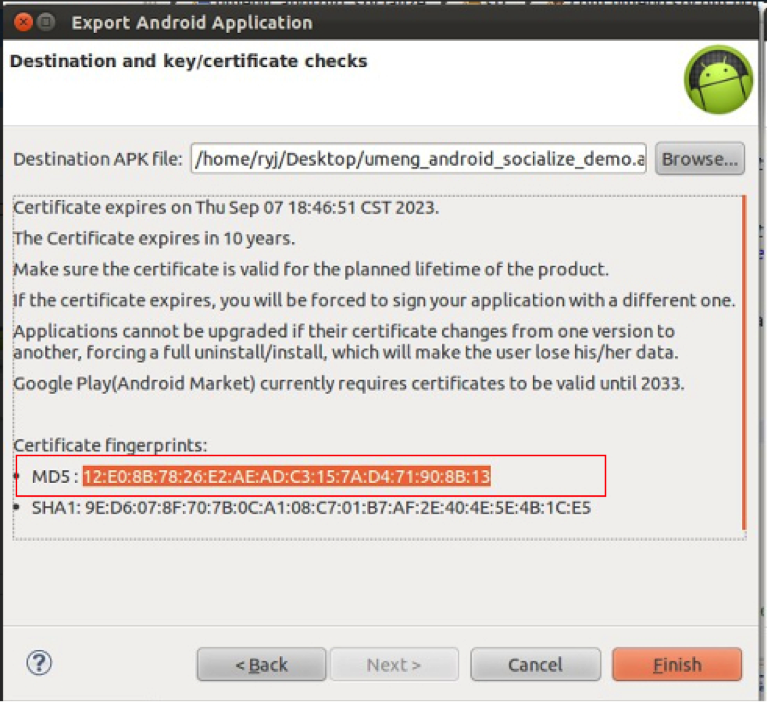 Export Android Application
Destination and key/certificate checks
Destination APK file: /home/ryj/Desktop/umeng_android_socialize_demo.a Browse...
Certificate expires on Thu Sep 07 18:46:51 CST 2023.
The Certificate expires in 10 years.
Make sure the certificate is valid for the planned lifetime of the product.
If the certificate expires, you will be forced to sign your application with a different one.
Applications cannot be upgraded if their certificate changes from one version to
another, forcing a full uninstall/install, which will make the user lose his/her data.
Google Play(Android Market) currently requires certificates to be valid until 2033.
Certificate fingerprints:
• MD5 : 12:E0:8B:78:26:E2:AE:AD:C3:15:7A:D4:71:90:8B:13
• SHA1: 9E:D6:07:8F:70:7B:0C:A1:08:C7:01:B7:AF:2E:40:4E:5E:4B:1C:E5
? < Back Next > Cancel Finish